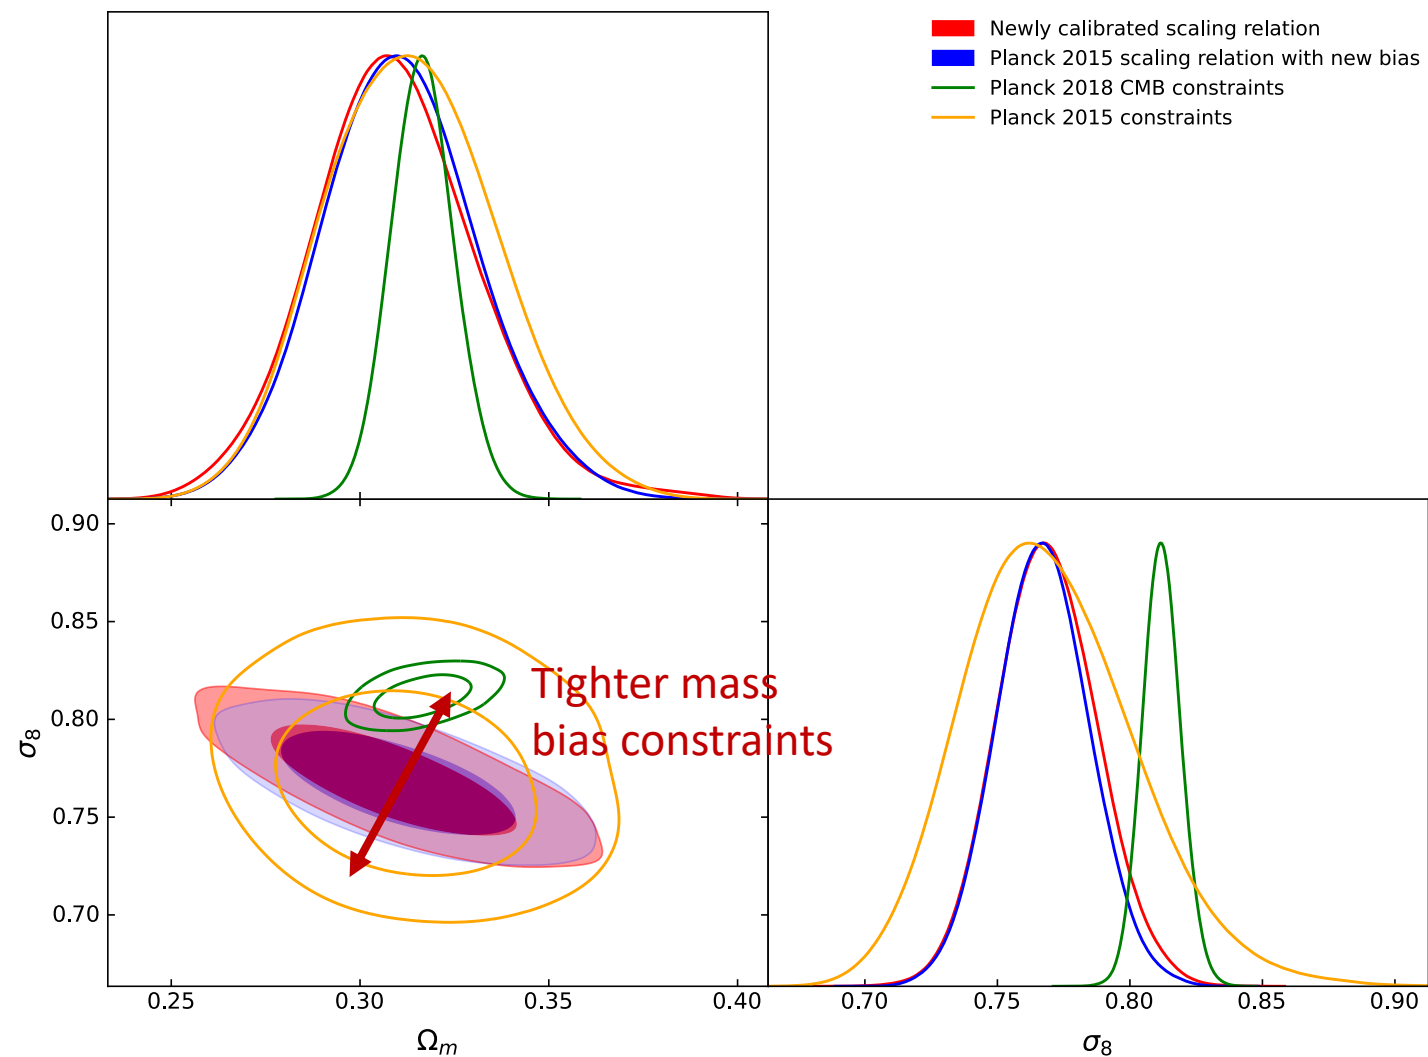 Newly calibrated scaling relation
Planck 2015 scaling relation with new bias
Planck 2018 CMB constraints
Planck 2015 constraints
0.90
0.85
0.80
0.75
0.70
σ₈
Tighter mass
bias constraints
0.25 0.30 0.35 0.40
Ωₘ
0.70 0.75 0.80 0.85 0.90
σ₈